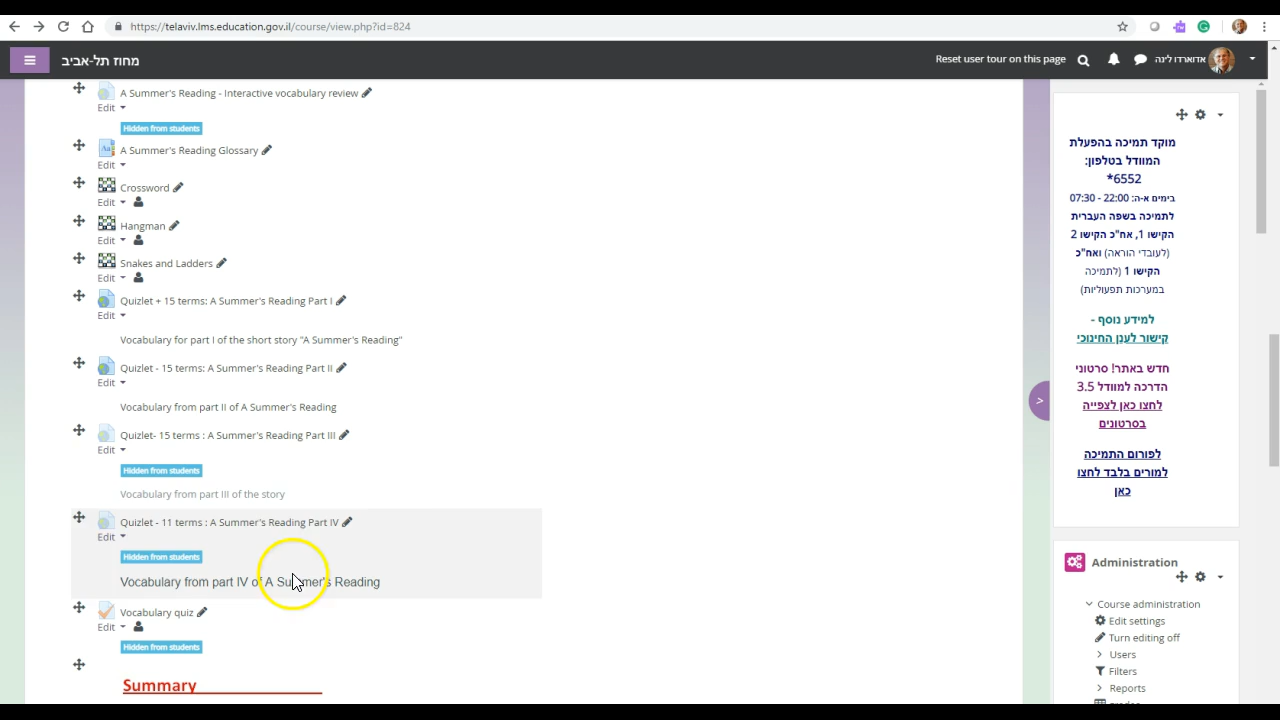 https://telaviv.lms.education.gov.il/course/view.php?id=824
מחוז תל-אביב
Reset user tour on this page
אדוארדו לינה
A Summer's Reading - Interactive vocabulary review
Edit
Hidden from students
A Summer's Reading Glossary
Edit
Crossword
Edit
Hangman
Edit
Snakes and Ladders
Edit
Quizlet + 15 terms: A Summer's Reading Part I
Edit
Vocabulary for part I of the short story "A Summer's Reading"
Quizlet - 15 terms: A Summer's Reading Part II
Edit
Vocabulary from part II of A Summer's Reading
Quizlet- 15 terms : A Summer's Reading Part III
Edit
Hidden from students
Vocabulary from part III of the story
Quizlet - 11 terms : A Summer's Reading Part IV
Edit
Hidden from students
Vocabulary from part IV of A Summer's Reading
Vocabulary quiz
Edit
Hidden from students
Summary
>
מוקד תמיכה בהפעלת
המוודל בטלפון:
*6552
בימים א-ה: 22:00 - 07:30
לתמיכה בשפה העברית
הקישו 1, אח"כ הקישו 2
(לעובדי הוראה) ואח"כ
הקישו 1 (לתמיכה
במערכות תפעוליות)
למידע נוסף -
קישור לענן החינוכי
חדש באתר! סרטוני
הדרכה למוודל 3.5
לחצו כאן לצפייה
בסרטונים
לפורום התמיכה
למורים בלבד לחצו
כאן
Administration
Course administration
Edit settings
Turn editing off
Users
Filters
Reports